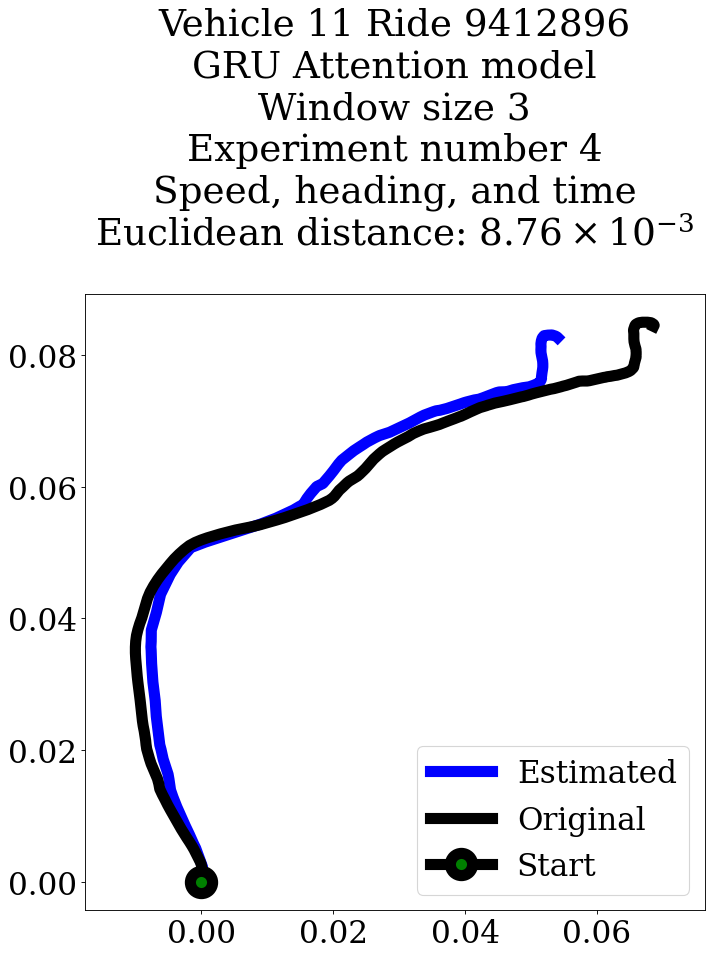 Vehicle 11 Ride 9412896
GRU Attention model
Window size 3
Experiment number 4
Speed, heading, and time
Euclidean distance: 8.76 × 10⁻³
0.08
0.06
0.04
0.02
0.00
Estimated
Original
Start
0.00 0.02 0.04 0.06